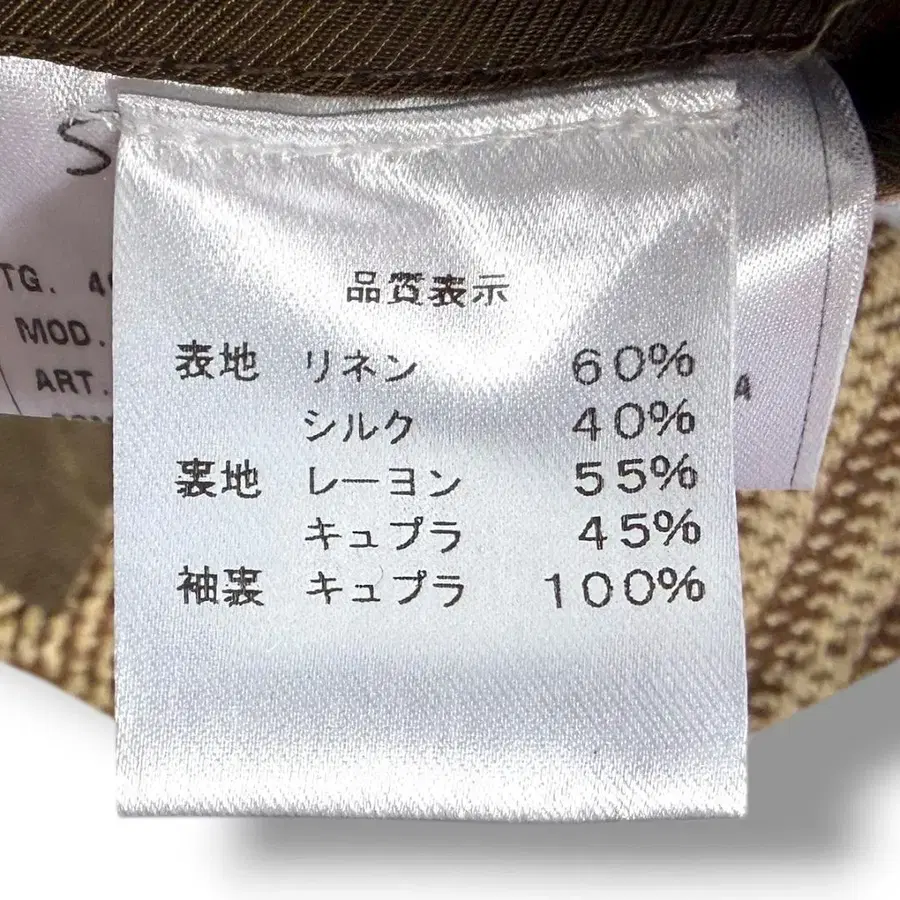 S
TG. 4
MOD.
ART.
A
品質表示
表地 リネン 60%
シルク 40%
裏地 レーヨン 55%
キュプラ 45%
袖裏 キュプラ 100%